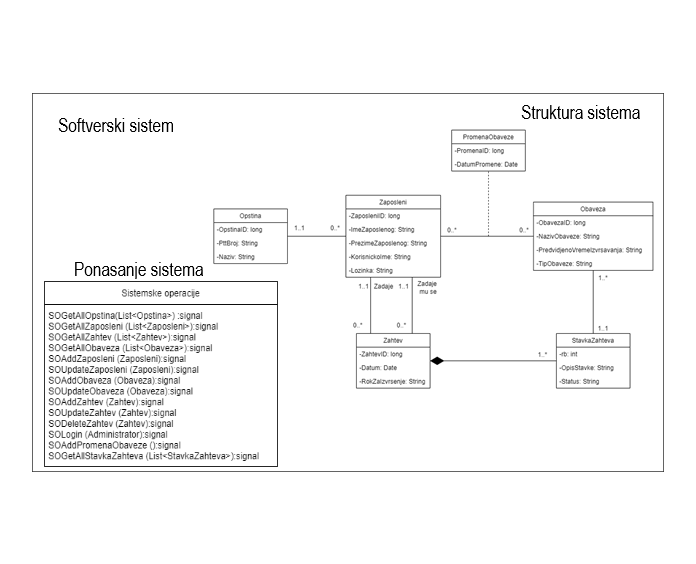 Softverski sistem
Struktura sistema
PromenaObaveze
-PromenaID: long
-DatumPromene: Date
Opstina
-OpstinaID: long
-PttBroj: String
-Naziv: String
1..1
0..*
Zaposleni
-ZaposleniID: long
-ImeZaposlenog: String
-PrezimeZaposlenog: String
-KorisnickoIme: String
-Lozinka: String
0..*
0..*
Obaveza
-ObavezaID: long
-NazivObaveze: String
-PredvidjenoVremeIzvrsavanja: String
-TipObaveze: String
1..1
Zadaje
1..1
Zadaje
mu se
0..*
0..*
1..*
1..1
Zahtev
-ZahtevID: long
-Datum: Date
-RokZaIzvrsenje: String
1..*
StavkaZahteva
-rb: int
-OpisStavke: String
-Status: String
Ponasanje sistema
Sistemske operacije
SOGetAllOpstina(List<Opstina>) :signal
SOGetAllZaposleni (List<Zaposleni>):signal
SOGetAllZahtev (List<Zahtev>):signal
SOGetAllObaveza (List<Obaveza>):signal
SOAddZaposleni (Zaposleni):signal
SOUpdateZaposleni (Zaposleni):signal
SOAddObaveza (Obaveza):signal
SOUpdateObaveza (Obaveza):signal
SOAddZahtev (Zahtev):signal
SOUpdateZahtev (Zahtev):signal
SODeleteZahtev (Zahtev):signal
SOLogin (Administrator):signal
SOAddPromenaObaveze ():signal
SOGetAllStavkaZahteva (List<StavkaZahteva>):signal